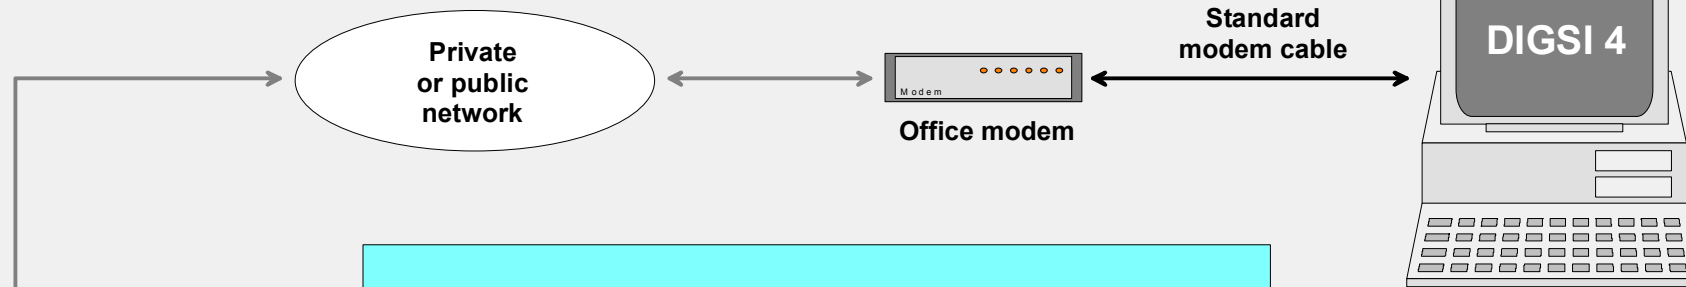 Private
or public
network
Modem
Office modem
Standard
modem cable
DIGSI 4